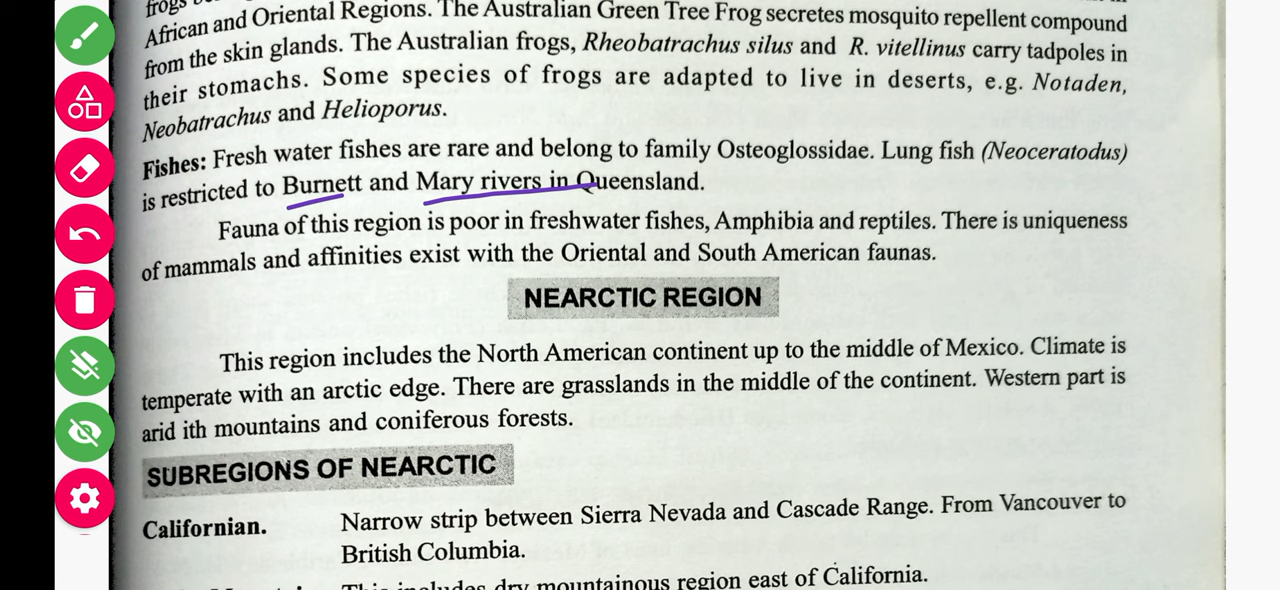 frogs
African and Oriental Regions. The Australian Green Tree Frog secretes mosquito repellent compound
from the skin glands. The Australian frogs, Rheobatrachus silus and R. vitellinus carry tadpoles in
their stomachs. Some species of frogs are adapted to live in deserts, e.g. Notaden,
Neobatrachus and Helioporus.
Fishes: Fresh water fishes are rare and belong to family Osteoglossidae. Lung fish (Neoceratodus)
is restricted to Burnett and Mary rivers in Queensland.
Fauna of this region is poor in freshwater fishes, Amphibia and reptiles. There is uniqueness
of mammals and affinities exist with the Oriental and South American faunas.
NEARCTIC REGION
This region includes the North American continent up to the middle of Mexico. Climate is
temperate with an arctic edge. There are grasslands in the middle of the continent. Western part is
arid ith mountains and coniferous forests.
SUBREGIONS OF NEARCTIC
Californian. Narrow strip between Sierra Nevada and Cascade Range. From Vancouver to
British Columbia.
This includes dry mountainous region east of California.